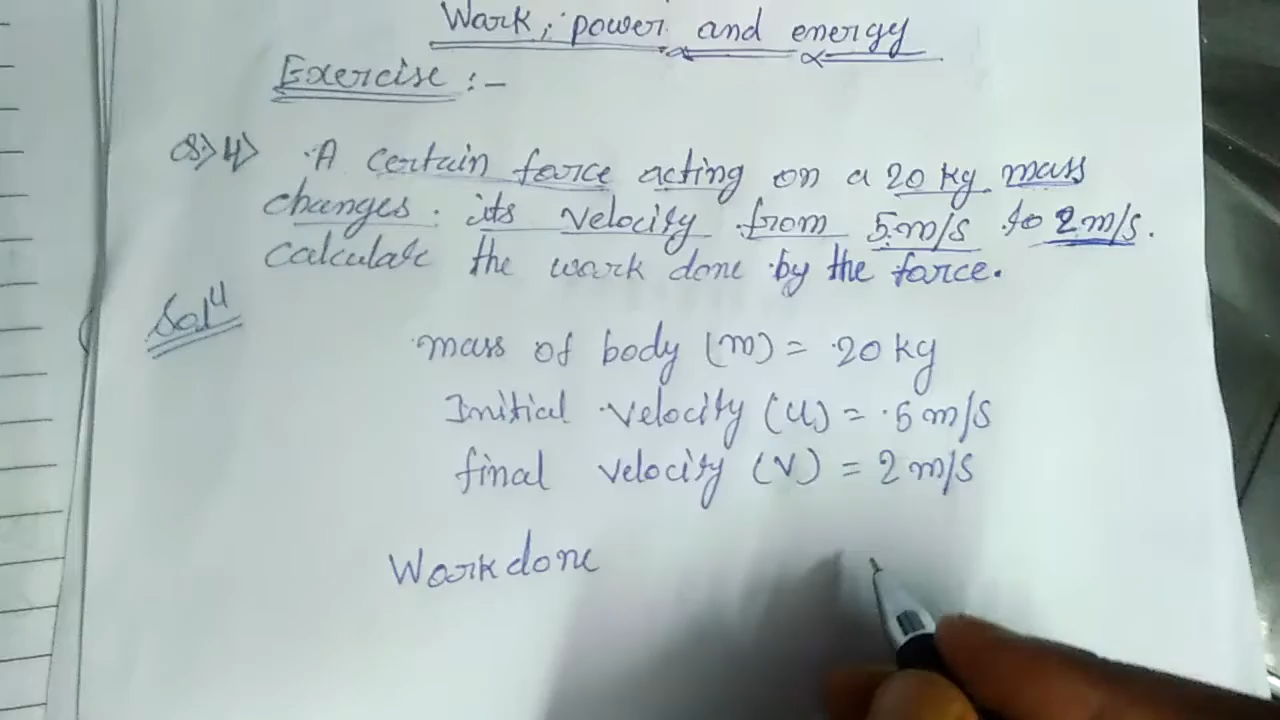 Work, power and energy
Exercise :-
Q>4> A certain force acting on a 20 kg mass
changes its velocity from 5 m/s to 2 m/s.
calculate the work done by the force.
Sol4
mass of body (m) = 20 kg
Initial velocity (u) = 5 m/s
final velocity (v) = 2 m/s
Work done